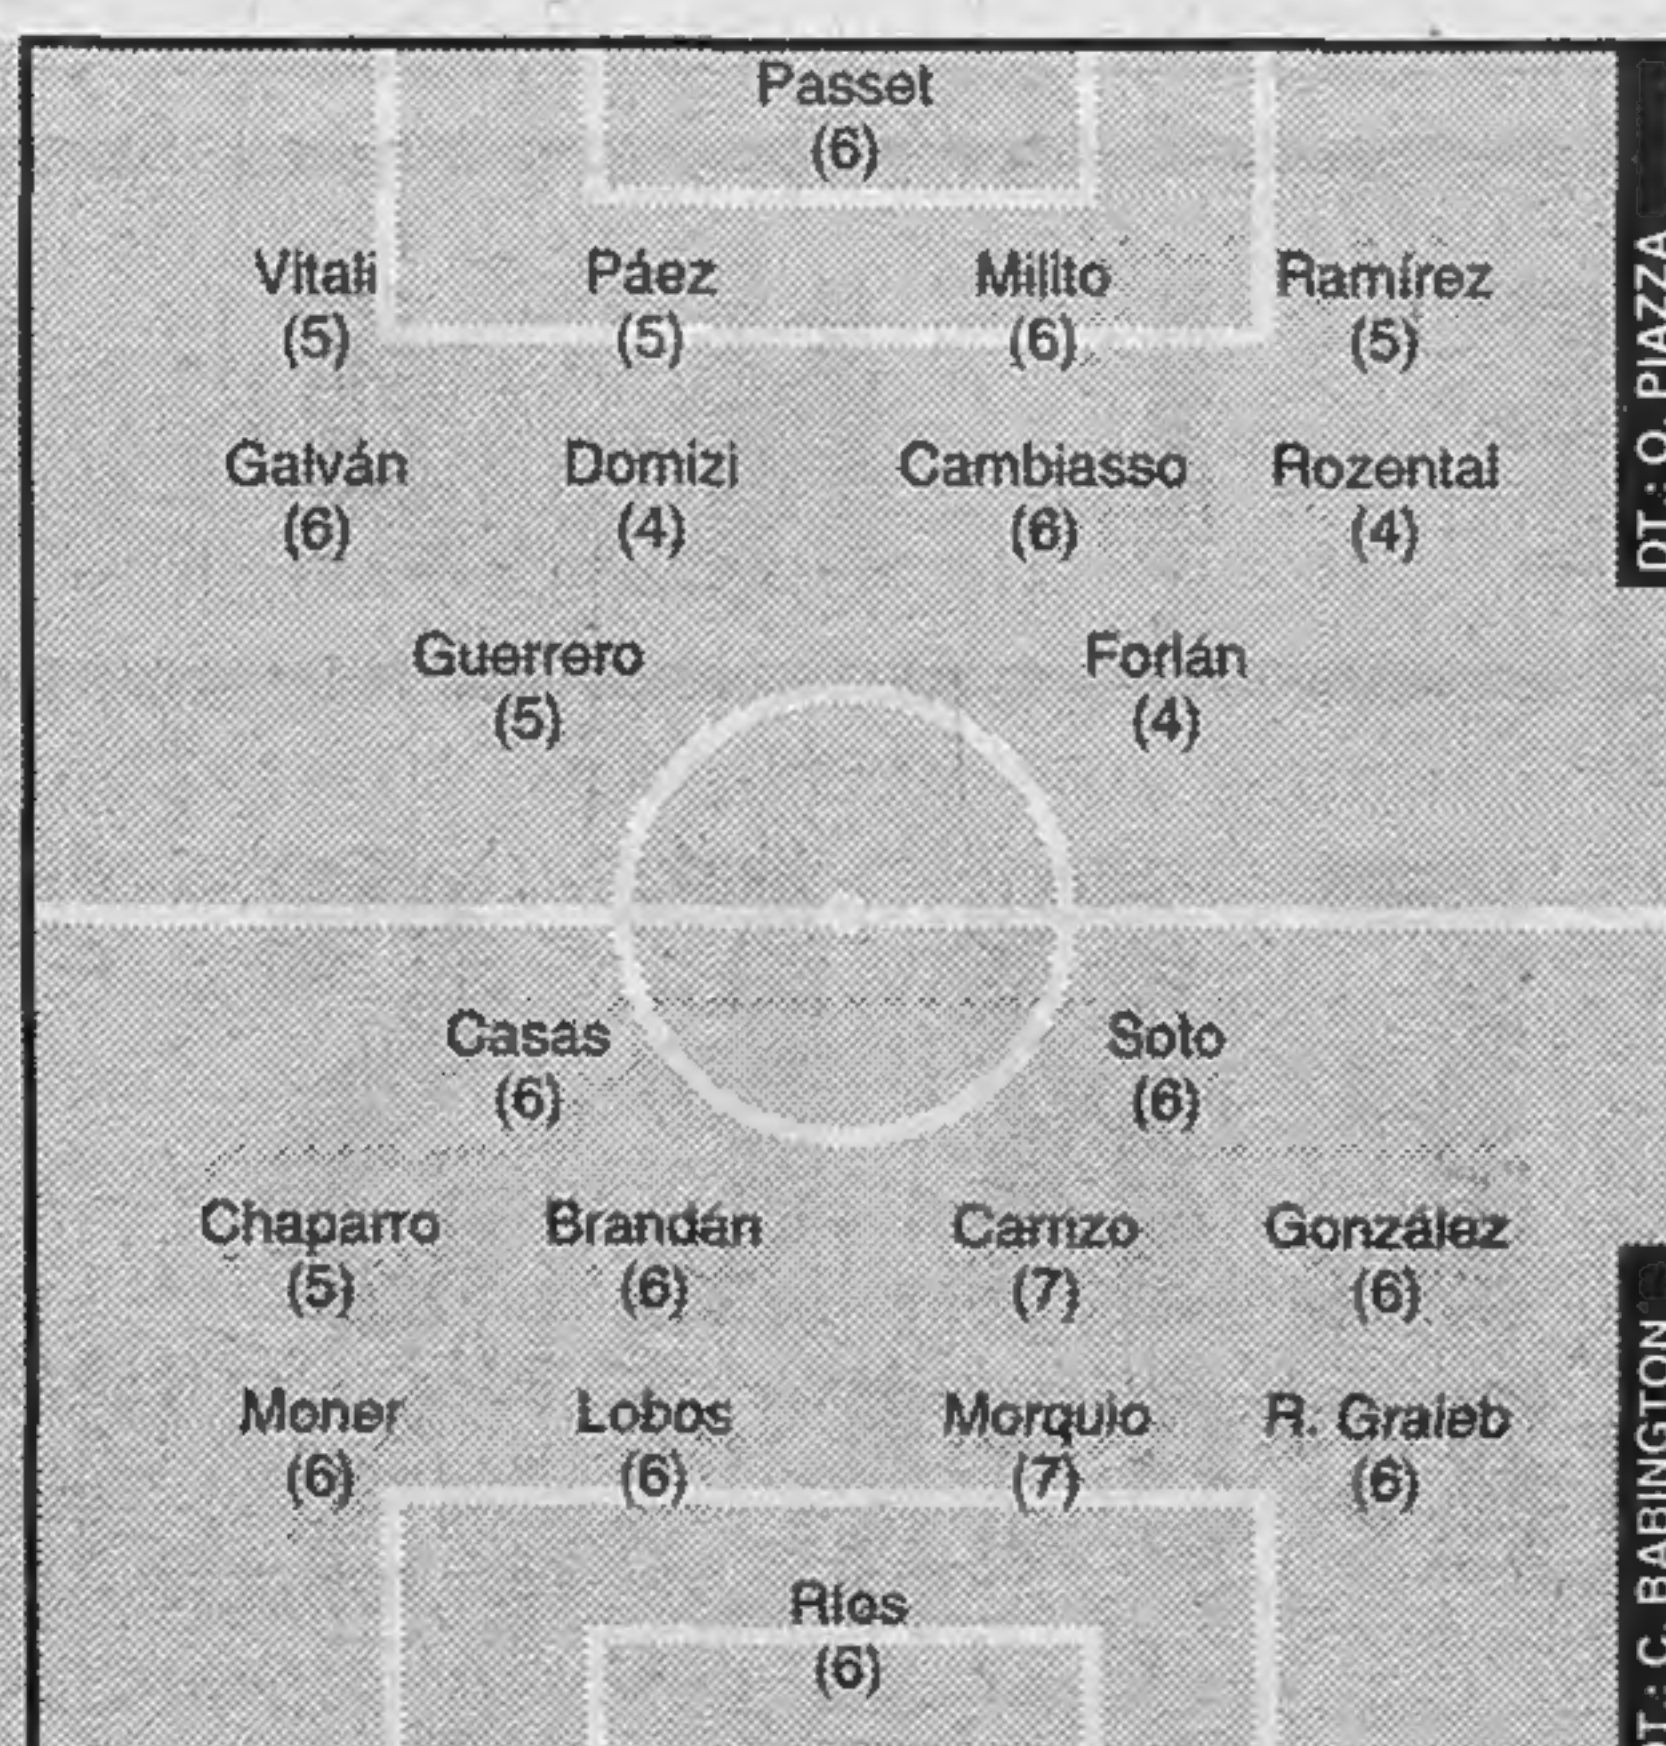 Passet
(6)
Vitali Páez Milito Ramírez
(5) (5) (6) (5)
Galván Domizi Cambiasso Rozental
(6) (4) (6) (4)
Guerrero Forlán
(5) (4)
Casas Soto
(6) (6)
Chaparro Brandán Carrizo González
(5) (6) (7) (6)
Moner Lobos Morquio R. Graieb
(6) (6) (7) (6)
Ríos
(6)
DT.: O. PIAZZA
DT.: C. BABINGTON